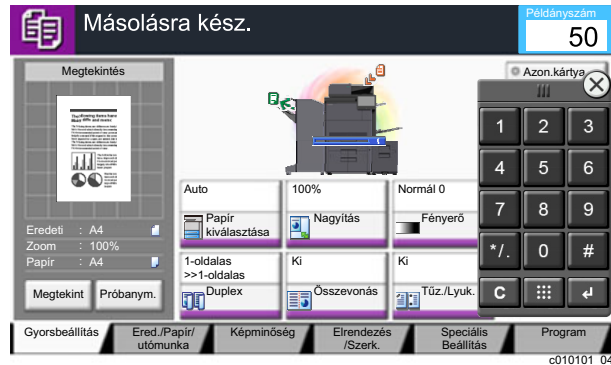 Másolásra kész.
Példányszám
50
Megtekintés
Azon.kártya
Eredeti : A4
Zoom : 100%
Papír : A4
Megtekint
Próbanym.
Auto
Papír
kiválasztása
100%
Nagyítás
Normál 0
Fényerő
1-oldalas
>>1-oldalas
Duplex
Ki
Összevonás
Ki
Tűz./Lyuk.
1 2 3
4 5 6
7 8 9
*/. 0 #
C
Gyorsbeállítás
Ered./Papír/
utómunka
Képminőség
Elrendezés
/Szerk.
Speciális
Beállítás
Program
c010101 04